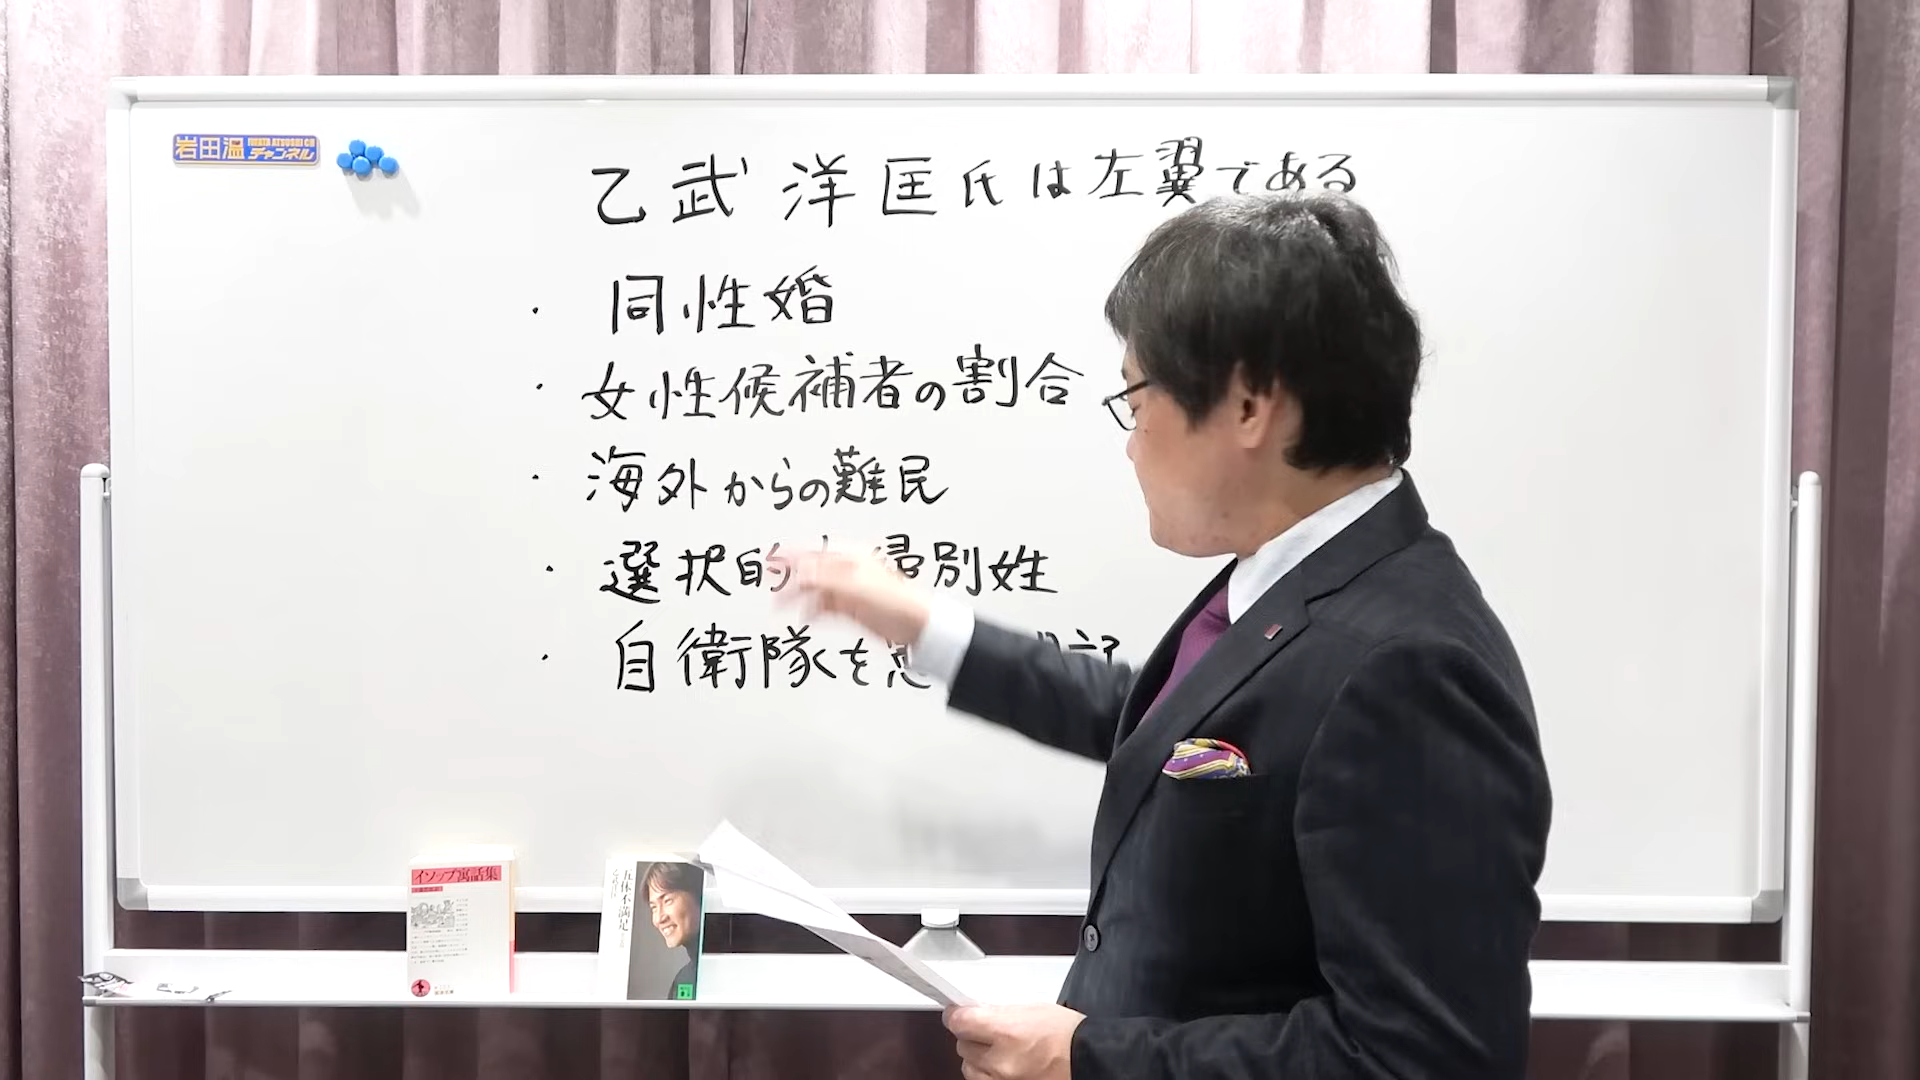 岩田温
チャンネル
乙武洋匡氏は左翼である
・同性婚
・女性候補者の割合
・海外からの難民
・選択的 婦別姓
・自衛隊を
イソップ寓話集
五体不満足